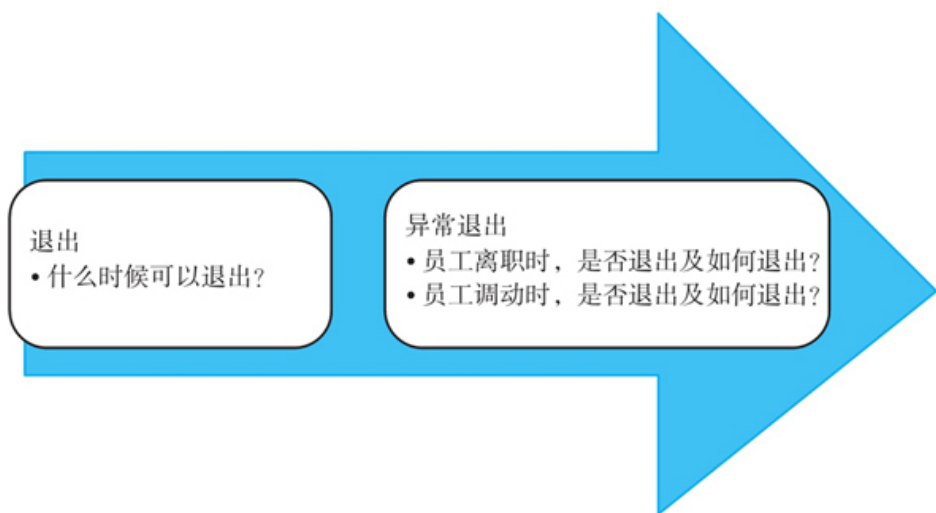 退出
• 什么时候可以退出?
异常退出
• 员工离职时，是否退出及如何退出?
• 员工调动时，是否退出及如何退出?